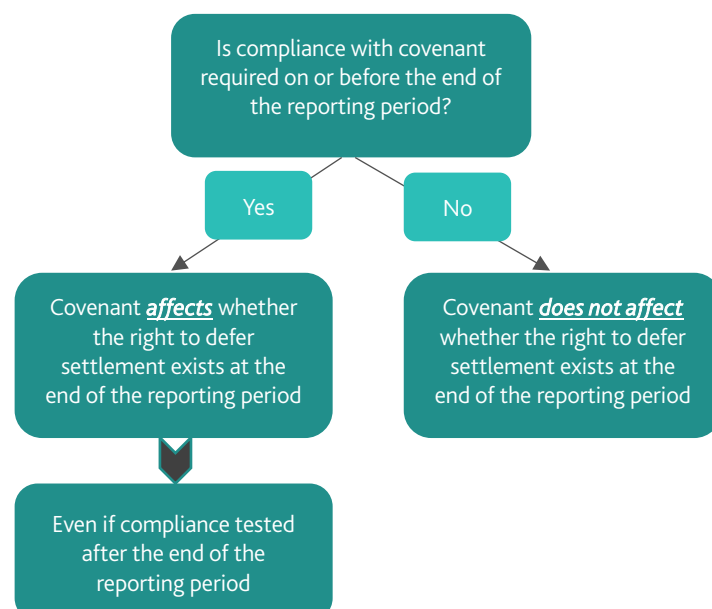 Is compliance with covenant
required on or before the end of
the reporting period?
Yes
No
Covenant affects whether
the right to defer
settlement exists at the
end of the reporting period
Covenant does not affect
whether the right to defer
settlement exists at the
end of the reporting period
Even if compliance tested
after the end of the
reporting period